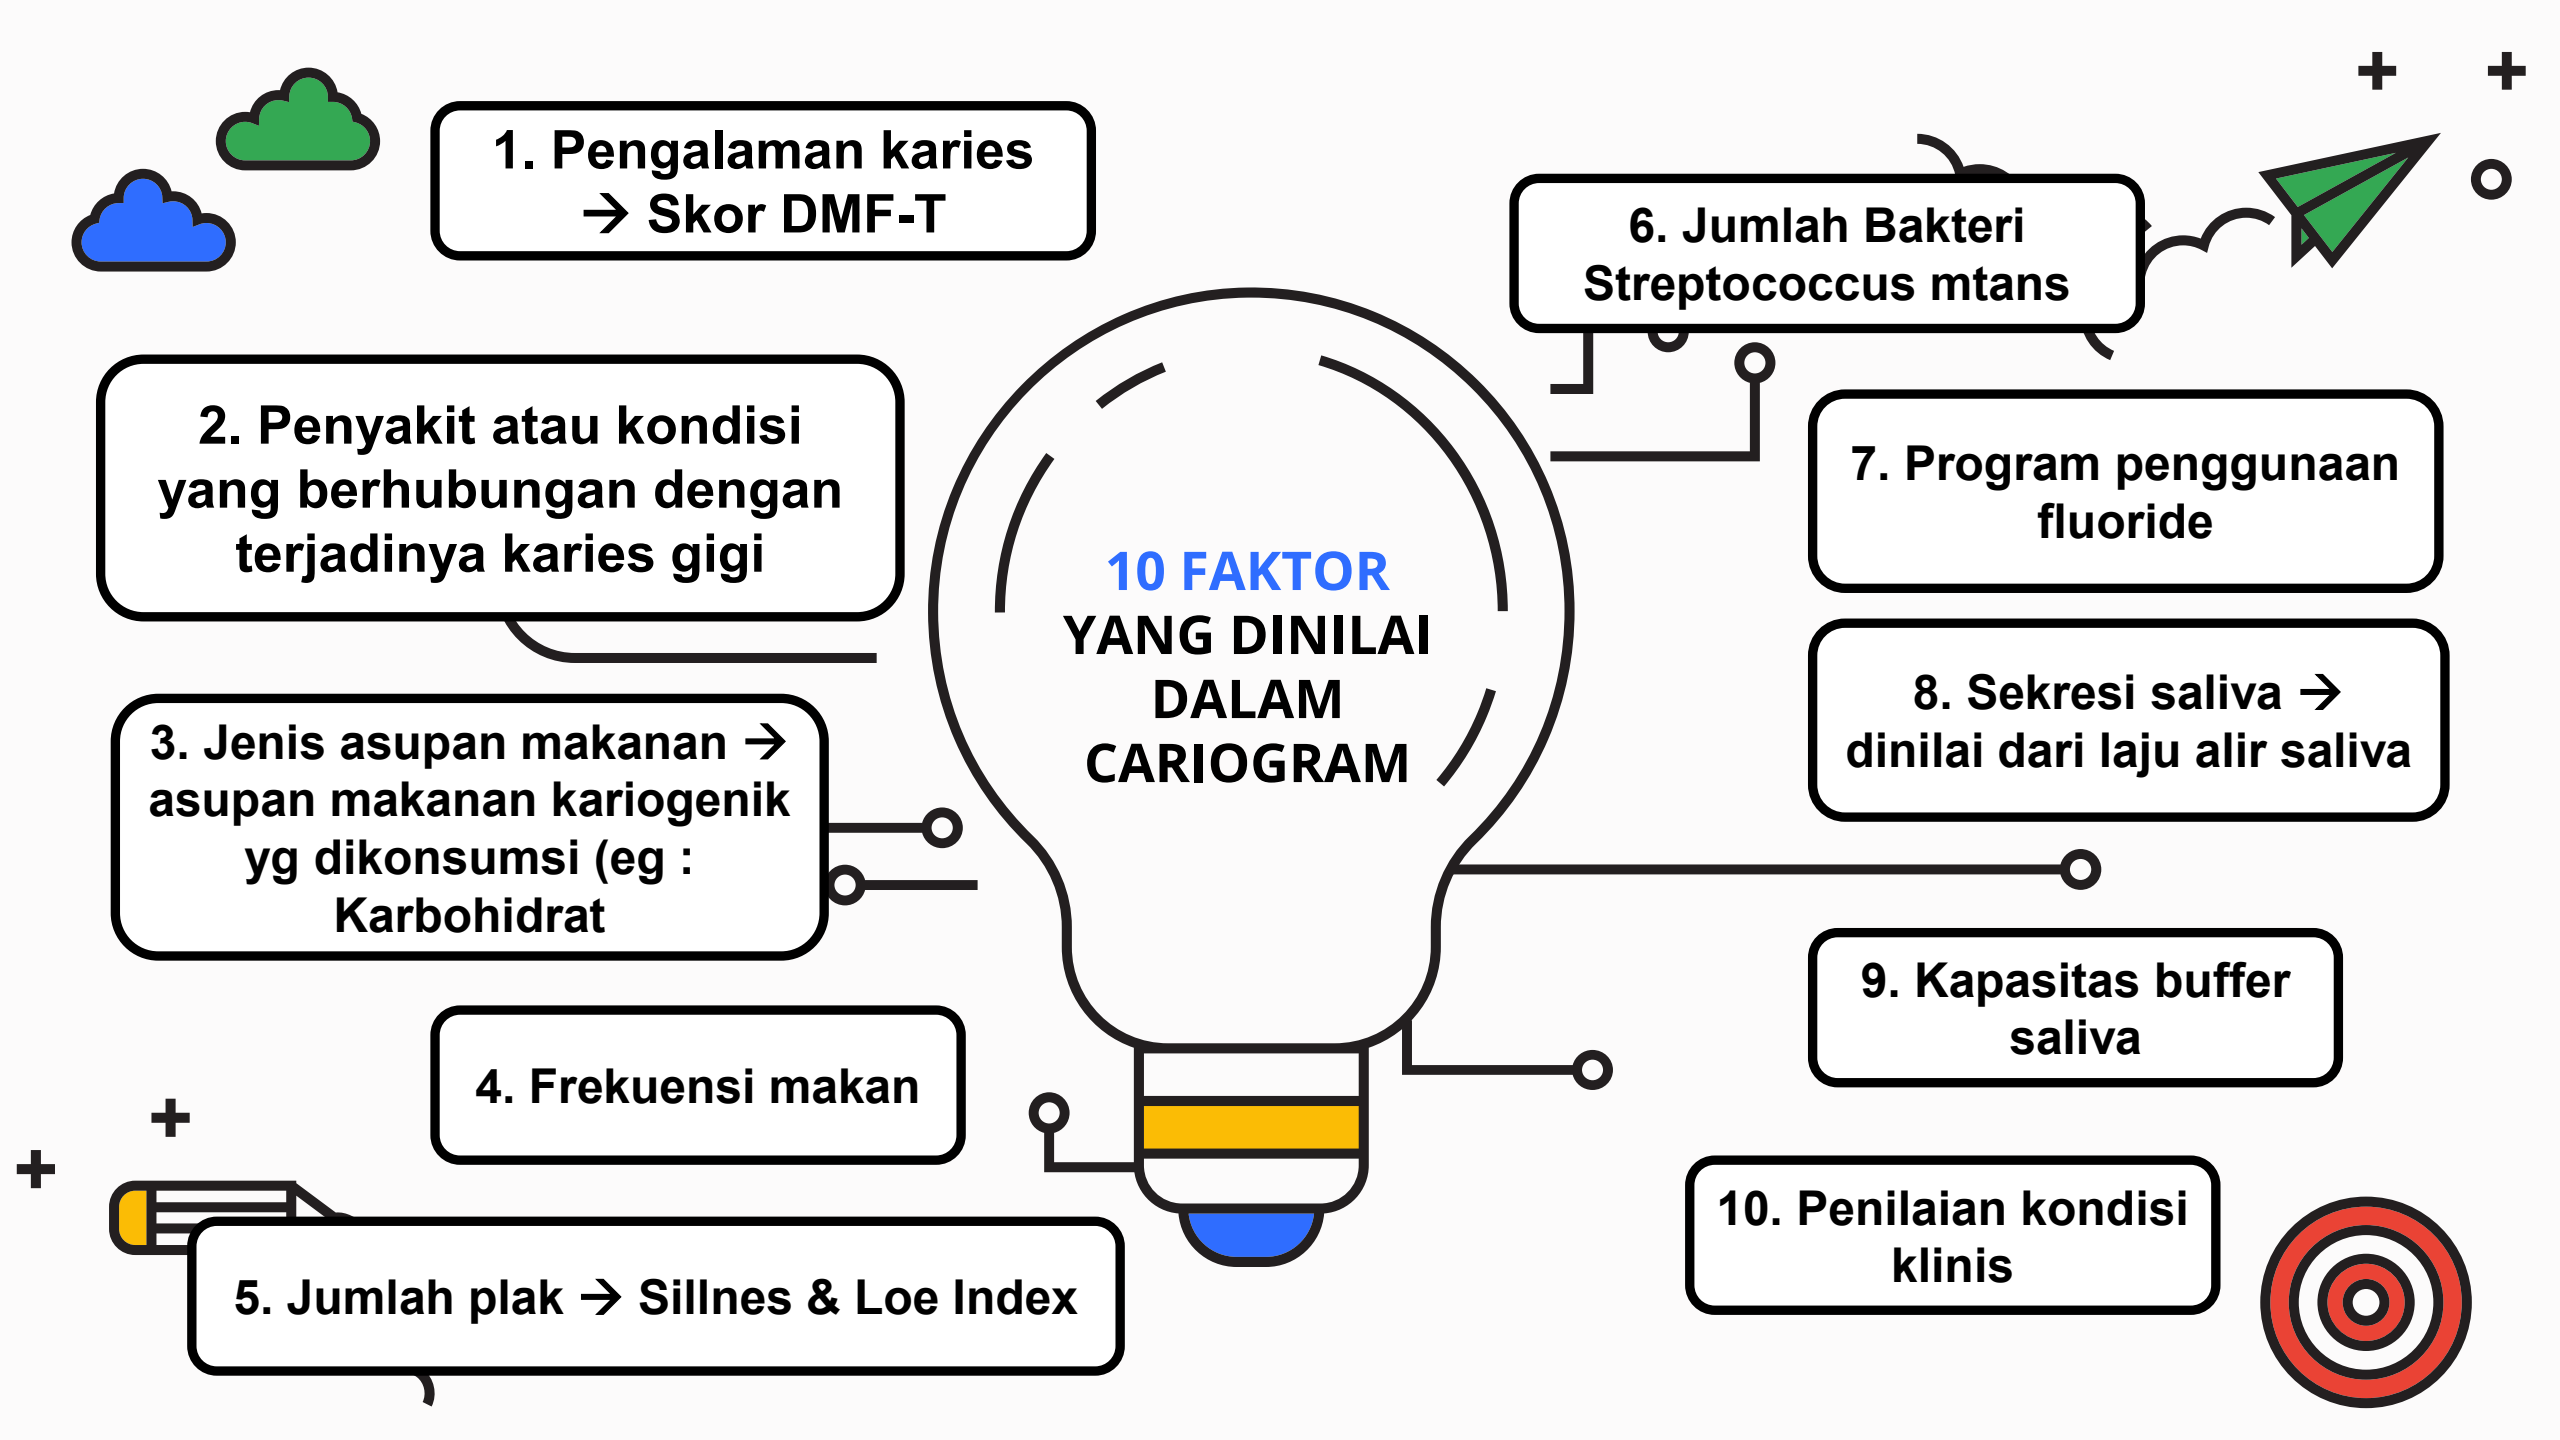 1. Pengalaman karies
→ Skor DMF-T
2. Penyakit atau kondisi
yang berhubungan dengan
terjadinya karies gigi
3. Jenis asupan makanan →
asupan makanan kariogenik
yg dikonsumsi (eg :
Karbohidrat
4. Frekuensi makan
5. Jumlah plak → Sillnes & Loe Index
10 FAKTOR
YANG DINILAI
DALAM
CARIOGRAM
6. Jumlah Bakteri
Streptococcus mtans
7. Program penggunaan
fluoride
8. Sekresi saliva →
dinilai dari laju alir saliva
9. Kapasitas buffer
saliva
10. Penilaian kondisi
klinis